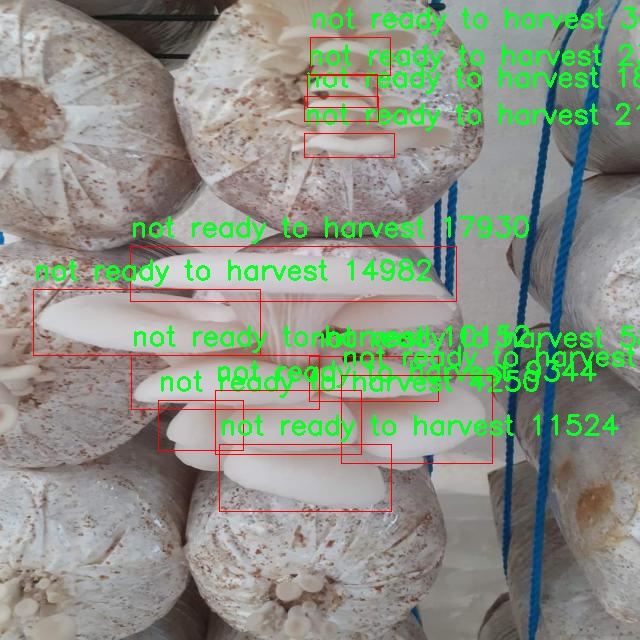 not ready to harvest 3
not ready to harvest 2
not ready to harvest 18
not ready to harvest 2
not ready to harvest 17930
not ready to harvest 14982
not ready to
harvest 5
not ready to harvest
not ready to harvest 4250
not ready to harvest 11524